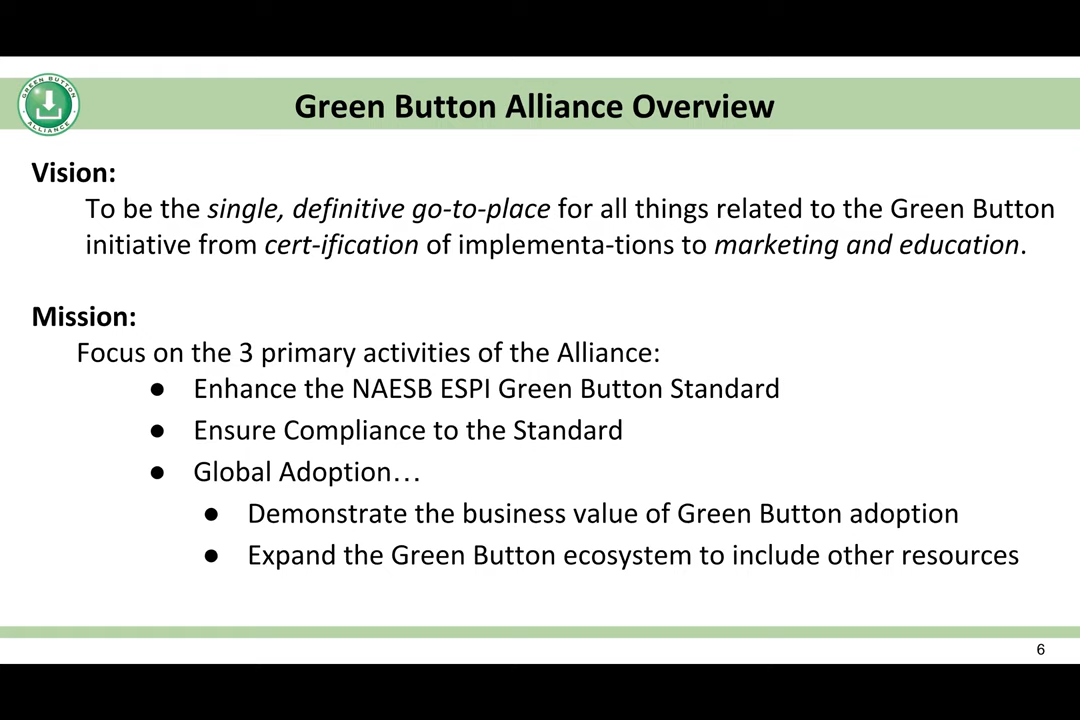 GREEN BUTTON
ALLIANCE
Green Button Alliance Overview
Vision:
To be the single, definitive go-to-place for all things related to the Green Button
initiative from cert-ification of implementa-tions to marketing and education.
Mission:
Focus on the 3 primary activities of the Alliance:
● Enhance the NAESB ESPI Green Button Standard
● Ensure Compliance to the Standard
● Global Adoption…
● Demonstrate the business value of Green Button adoption
● Expand the Green Button ecosystem to include other resources
6